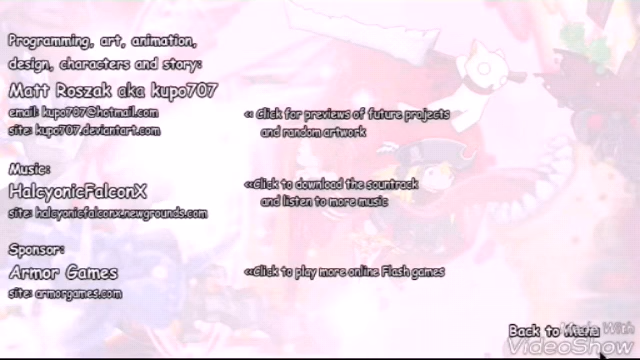 Programming, art, animation,
design, characters and story:
Matt Roszak aka kupo707
email: kupo707@hotmail.com
site: kupo707.deviantart.com
<< Click for previews of future projects
and random artwork
Music:
HalcyonicFalconX
site: halcyonicfalconx.newgrounds.com
<<Click to download the sountrack
and listen to more music
Sponsor:
Armor Games
site: armorgames.com
<<Click to play more online Flash games
Back to Menu
Made With
VideoShow